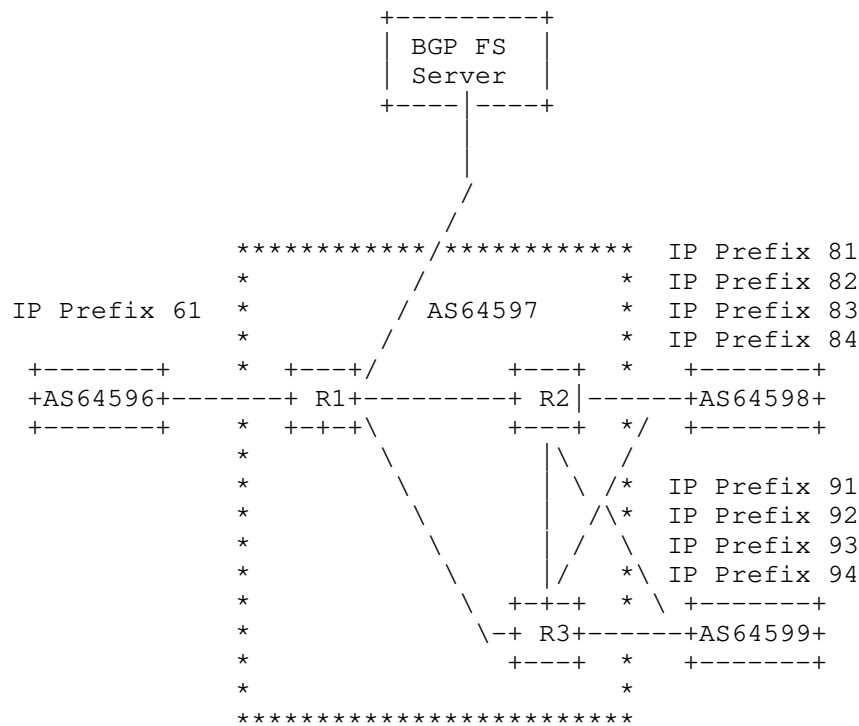 BGP FS
Server
IP Prefix 81
IP Prefix 82
IP Prefix 61 AS64597 IP Prefix 83
IP Prefix 84
AS64596 R1 R2 AS64598
IP Prefix 91
IP Prefix 92
IP Prefix 93
IP Prefix 94
R3 AS64599